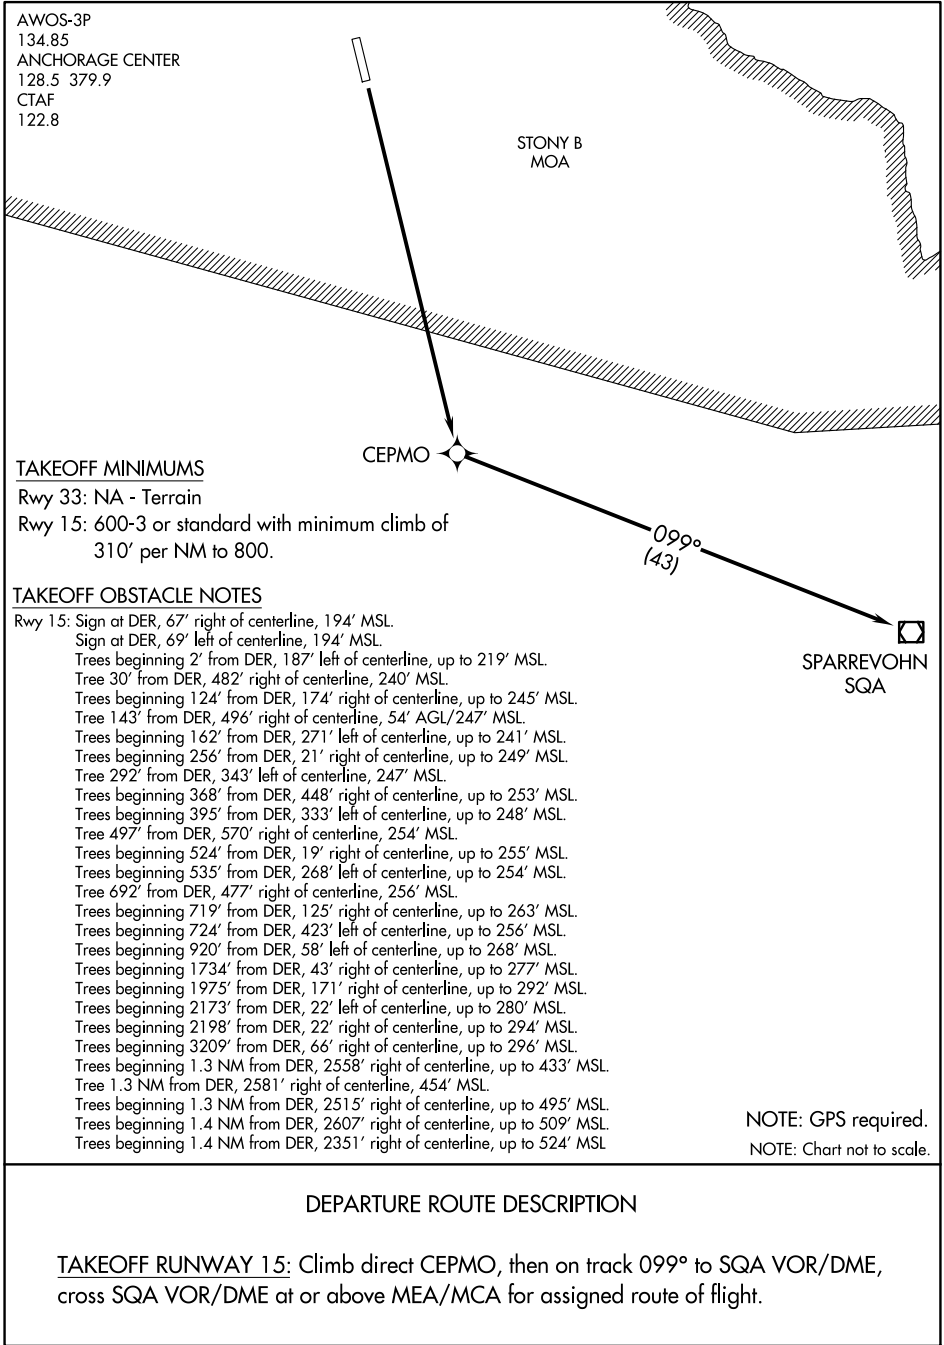 AWOS-3P
134.85
ANCHORAGE CENTER
128.5 379.9
CTAF
122.8
STONY B
MOA
CEPMO
099°
(43)
SPARREVOHN
SQA
TAKEOFF MINIMUMS
Rwy 33: NA - Terrain
Rwy 15: 600-3 or standard with minimum climb of
310′ per NM to 800.
TAKEOFF OBSTACLE NOTES
Rwy 15: Sign at DER, 67′ right of centerline, 194′ MSL.
Sign at DER, 69′ left of centerline, 194′ MSL.
Trees beginning 2′ from DER, 187′ left of centerline, up to 219′ MSL.
Tree 30′ from DER, 482′ right of centerline, 240′ MSL.
Trees beginning 124′ from DER, 174′ right of centerline, up to 245′ MSL.
Tree 143′ from DER, 496′ right of centerline, 54′ AGL/247′ MSL.
Trees beginning 162′ from DER, 271′ left of centerline, up to 241′ MSL.
Trees beginning 256′ from DER, 21′ right of centerline, up to 249′ MSL.
Tree 292′ from DER, 343′ left of centerline, 247′ MSL.
Trees beginning 368′ from DER, 448′ right of centerline, up to 253′ MSL.
Trees beginning 395′ from DER, 333′ left of centerline, up to 248′ MSL.
Tree 497′ from DER, 570′ right of centerline, 254′ MSL.
Trees beginning 524′ from DER, 19′ right of centerline, up to 255′ MSL.
Trees beginning 535′ from DER, 268′ left of centerline, up to 254′ MSL.
Tree 692′ from DER, 477′ right of centerline, 256′ MSL.
Trees beginning 719′ from DER, 125′ right of centerline, up to 263′ MSL.
Trees beginning 724′ from DER, 423′ left of centerline, up to 256′ MSL.
Trees beginning 920′ from DER, 58′ left of centerline, up to 268′ MSL.
Trees beginning 1734′ from DER, 43′ right of centerline, up to 277′ MSL.
Trees beginning 1975′ from DER, 171′ right of centerline, up to 292′ MSL.
Trees beginning 2173′ from DER, 22′ left of centerline, up to 280′ MSL.
Trees beginning 2198′ from DER, 22′ right of centerline, up to 294′ MSL.
Trees beginning 3209′ from DER, 66′ right of centerline, up to 296′ MSL.
Trees beginning 1.3 NM from DER, 2558′ right of centerline, up to 433′ MSL.
Tree 1.3 NM from DER, 2581′ right of centerline, 454′ MSL.
Trees beginning 1.3 NM from DER, 2515′ right of centerline, up to 495′ MSL.
Trees beginning 1.4 NM from DER, 2607′ right of centerline, up to 509′ MSL.
Trees beginning 1.4 NM from DER, 2351′ right of centerline, up to 524′ MSL
NOTE: GPS required.
NOTE: Chart not to scale.
DEPARTURE ROUTE DESCRIPTION
TAKEOFF RUNWAY 15: Climb direct CEPMO, then on track 099° to SQA VOR/DME,
cross SQA VOR/DME at or above MEA/MCA for assigned route of flight.